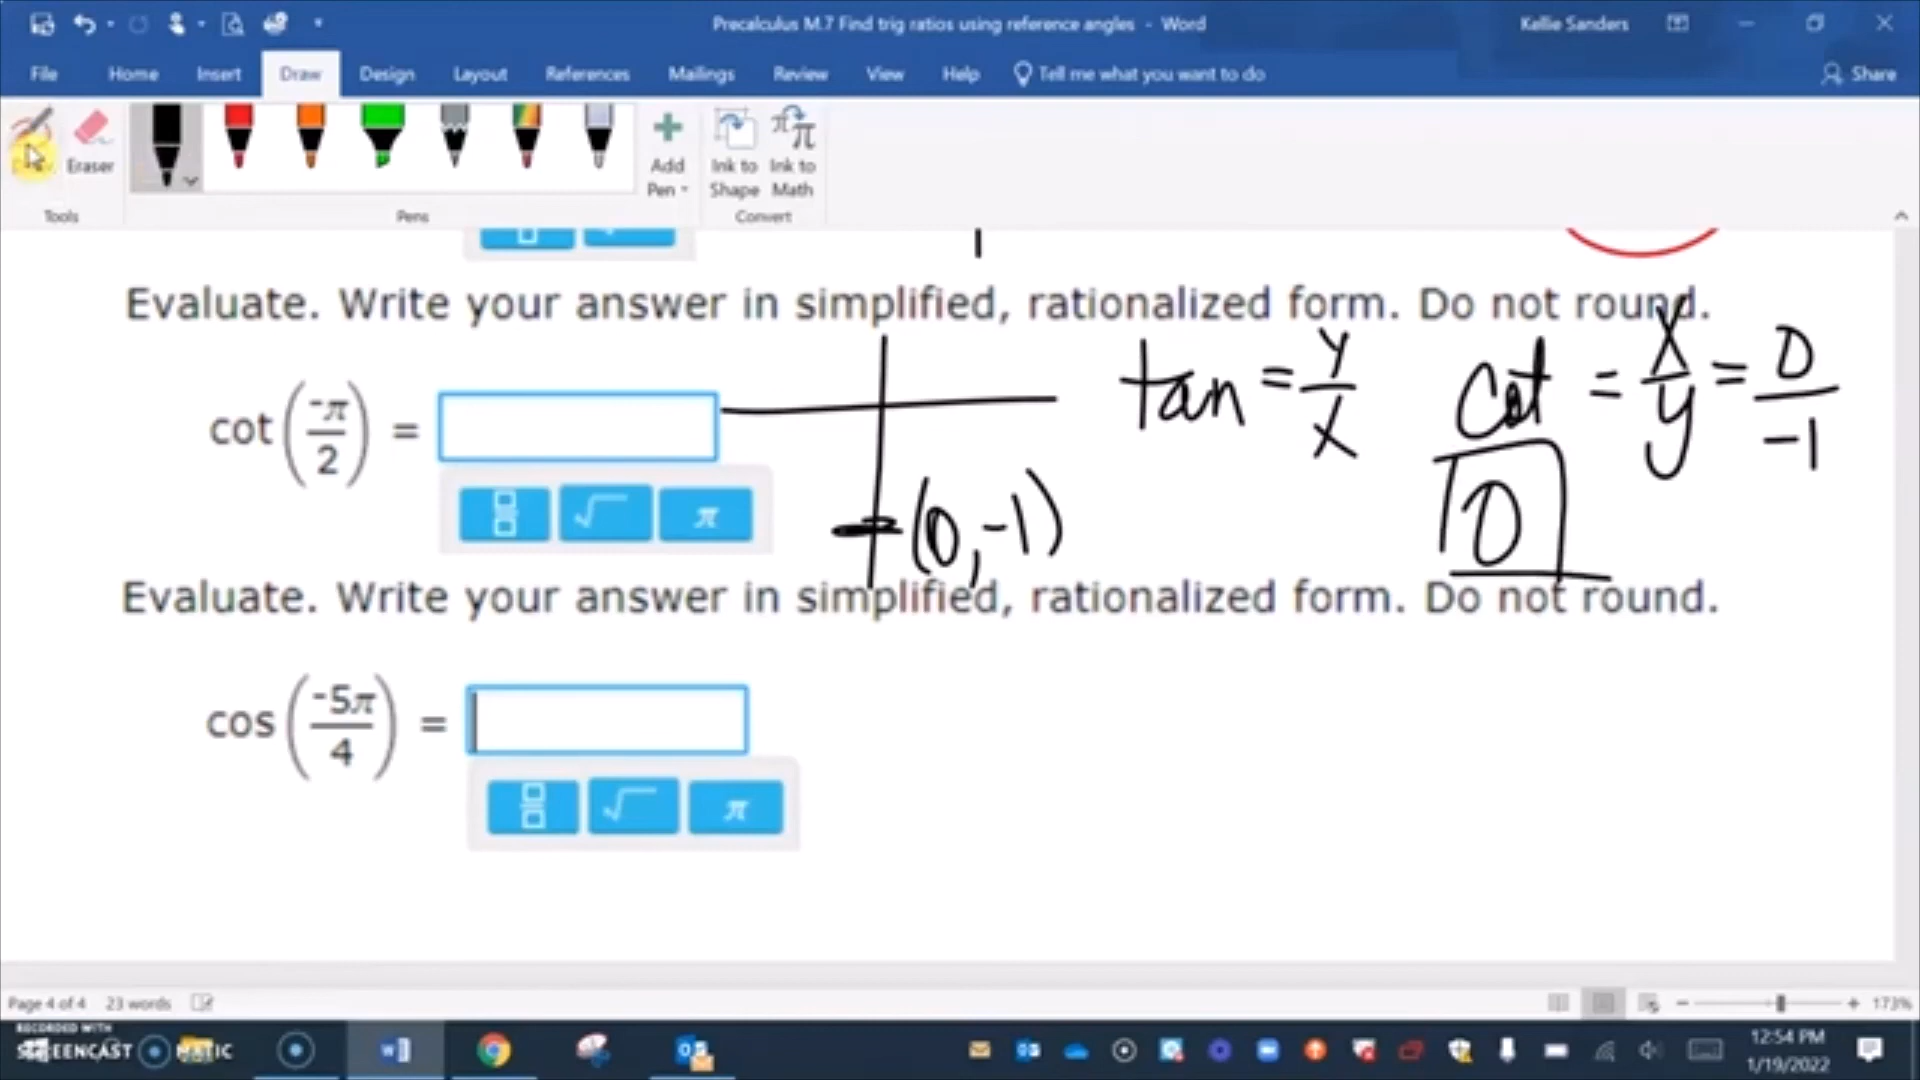 Precalculus M.7 Find trig ratios using reference angles - Word
Kellie Sanders
File Home Insert Draw Design Layout References Mailings Review View Help Tell me what you want to do Share
Eraser
Add Pen
Ink to Shape
Ink to Math
Tools Pens Convert
Evaluate. Write your answer in simplified, rationalized form. Do not round.
cot(-π/2) =
π
(0,-1)
tan = y/x
cot = x/y = 0/-1
0
Evaluate. Write your answer in simplified, rationalized form. Do not round.
cos(-5π/4) =
π
Page 4 of 4 23 words
173%
RECORDED WITH
SCREENCAST MATIC
12:54 PM
1/19/2022